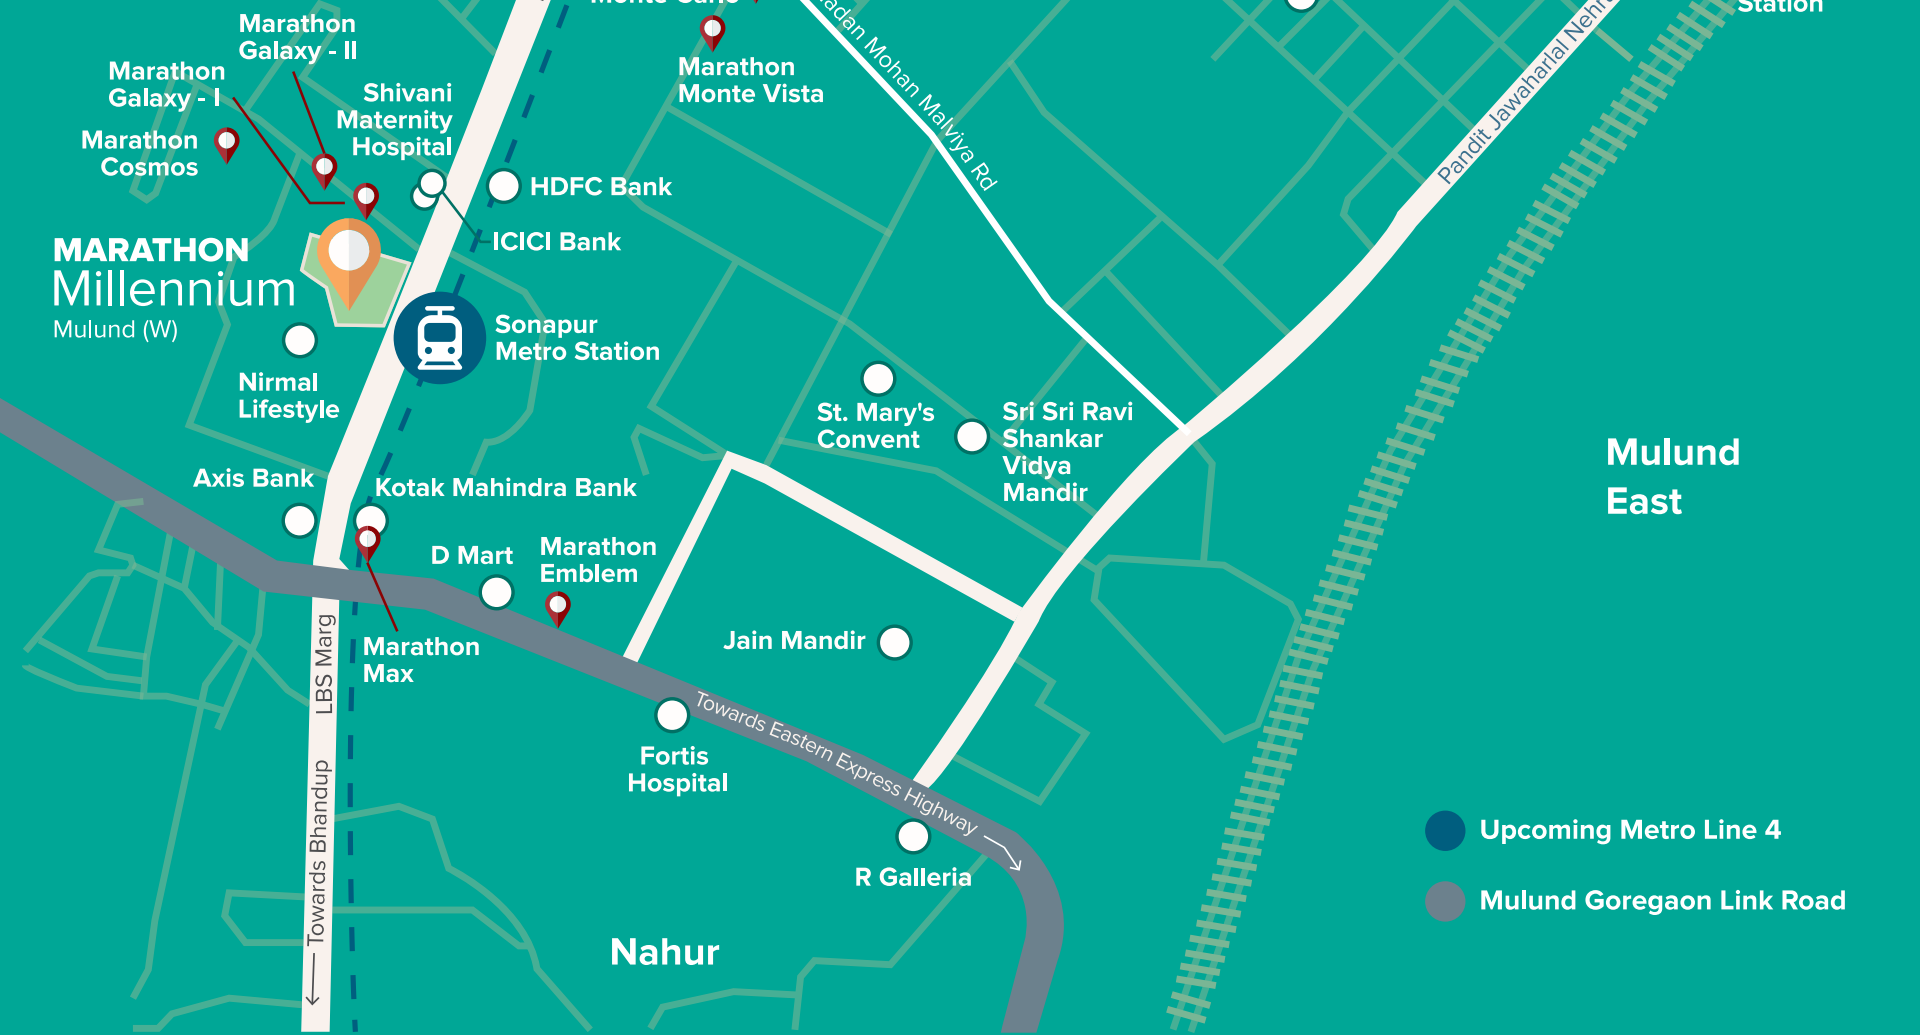 Station
Marathon
Galaxy - II
Marathon
Galaxy - I
Marathon
Monte Vista
Shivani
Maternity
Hospital
Marathon
Cosmos
Mohan Malviya Rd
Pandit Jawaharlal
HDFC Bank
ICICI Bank
MARATHON
Millennium
Mulund (W)
Sonapur
Metro Station
Nirmal
Lifestyle
St. Mary's
Convent
Sri Sri Ravi
Shankar
Vidya
Mandir
Mulund
East
Axis Bank
Kotak Mahindra Bank
D Mart
Marathon
Emblem
Jain Mandir
LBS Marg
Marathon
Max
Towards Eastern Express Highway
Fortis
Hospital
Towards Bhandup
R Galleria
Upcoming Metro Line 4
Mulund Goregaon Link Road
Nahur